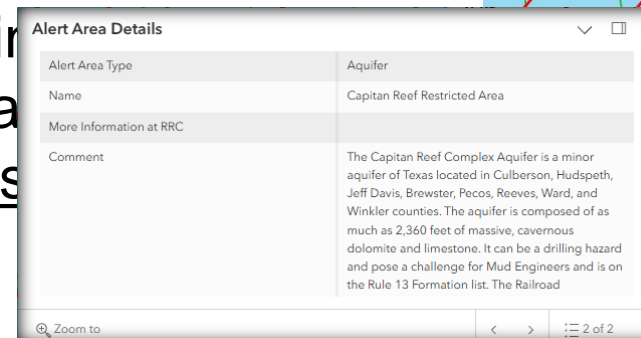 Alert Area Details
Alert Area Type Aquifer
Name Capitan Reef Restricted Area
More Information at RRC
Comment The Capitan Reef Complex Aquifer is a minor
aquifer of Texas located in Culberson, Hudspeth,
Jeff Davis, Brewster, Pecos, Reeves, Ward, and
Winkler counties. The aquifer is composed of as
much as 2,360 feet of massive, cavernous
dolomite and limestone. It can be a drilling hazard
and pose a challenge for Mud Engineers and is on
the Rule 13 Formation list. The Railroad
Zoom to 2 of 2